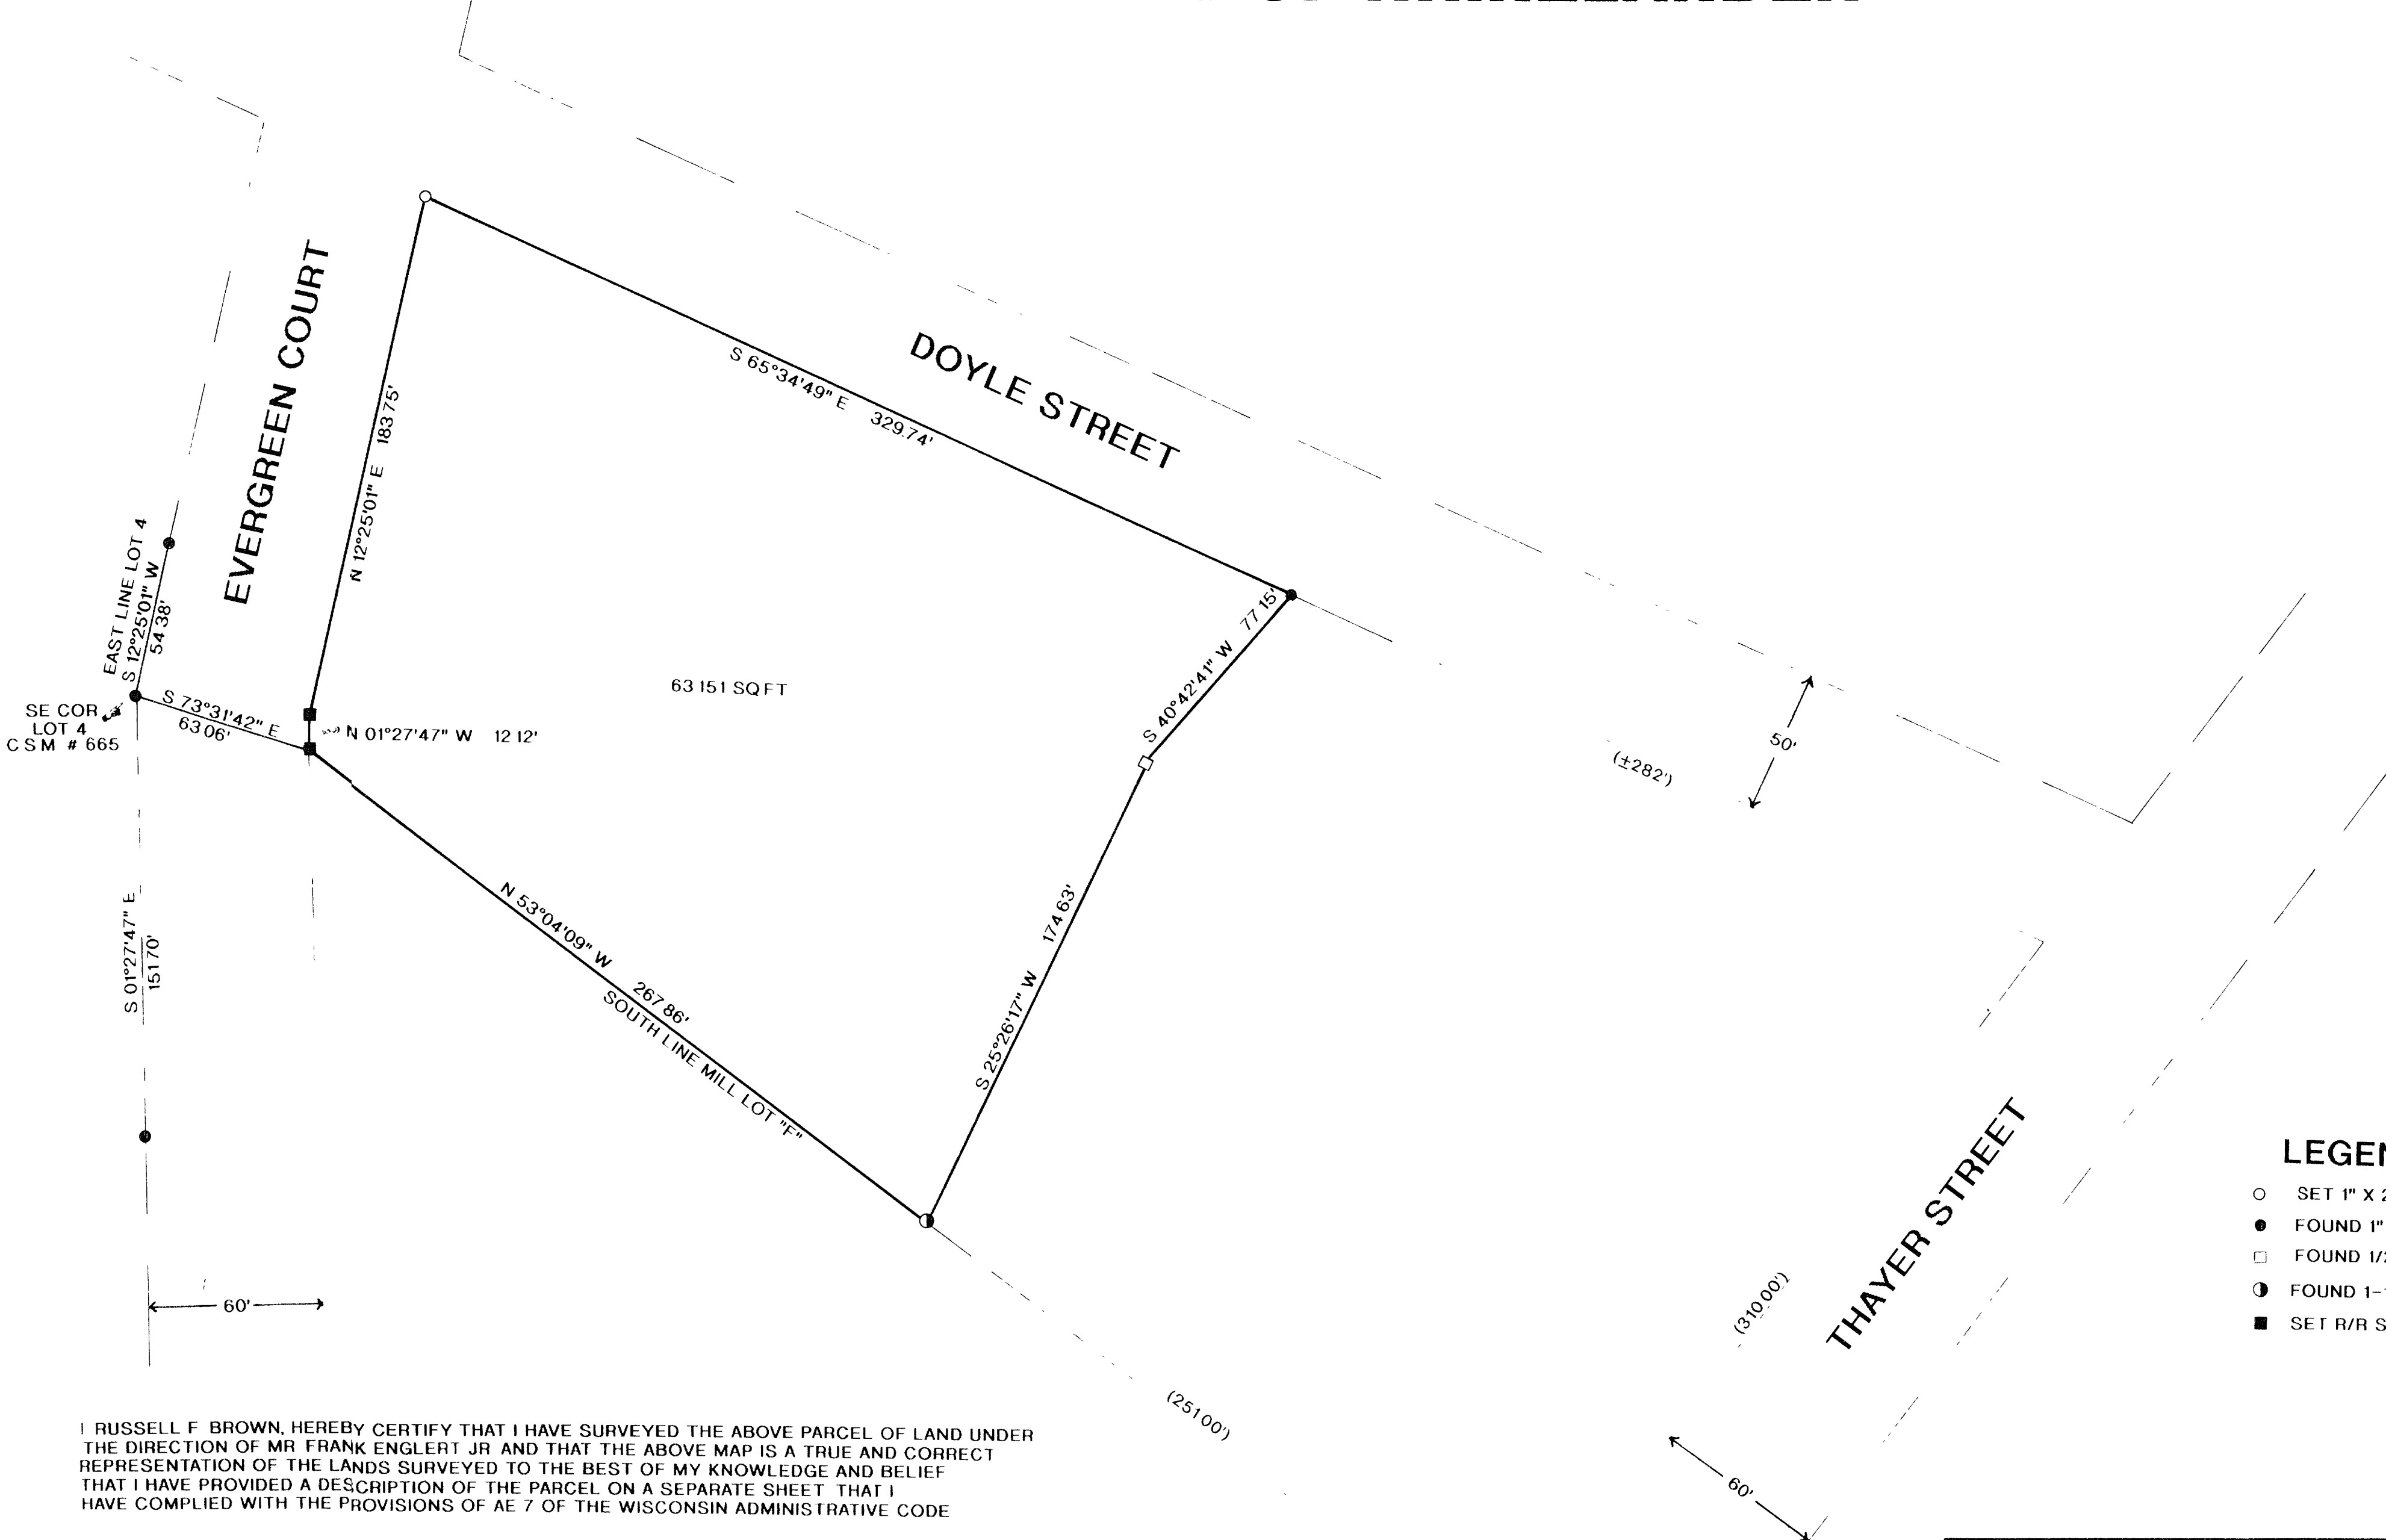 EVERGREEN COURT
DOYLE STREET
S 65°34'49" E 329.74'
N 12°25'01" E 183 75'
EAST LINE LOT 4
S 12°25'01" W
54 38'
S 40°42'41" W 77 15'
63 151 SQ FT
SE COR
LOT 4
C S M # 665
S 73°31'42" E
63 06'
N 01°27'47" W 12 12'
50'
(±282')
S 01°27'47" E
151 70'
N 53°04'09" W 267 86'
SOUTH LINE MILL LOT "F"
S 25°26'17" W 174 63'
THAYER STREET
(310.00')
(251 00')
60'
60'
LEGEN
SET 1" X 2
FOUND 1"
FOUND 1/2
FOUND 1-
SET R/R S
I RUSSELL F BROWN, HEREBY CERTIFY THAT I HAVE SURVEYED THE ABOVE PARCEL OF LAND UNDER
THE DIRECTION OF MR FRANK ENGLERT JR AND THAT THE ABOVE MAP IS A TRUE AND CORRECT
REPRESENTATION OF THE LANDS SURVEYED TO THE BEST OF MY KNOWLEDGE AND BELIEF
THAT I HAVE PROVIDED A DESCRIPTION OF THE PARCEL ON A SEPARATE SHEET THAT I
HAVE COMPLIED WITH THE PROVISIONS OF AE 7 OF THE WISCONSIN ADMINISTRATIVE CODE